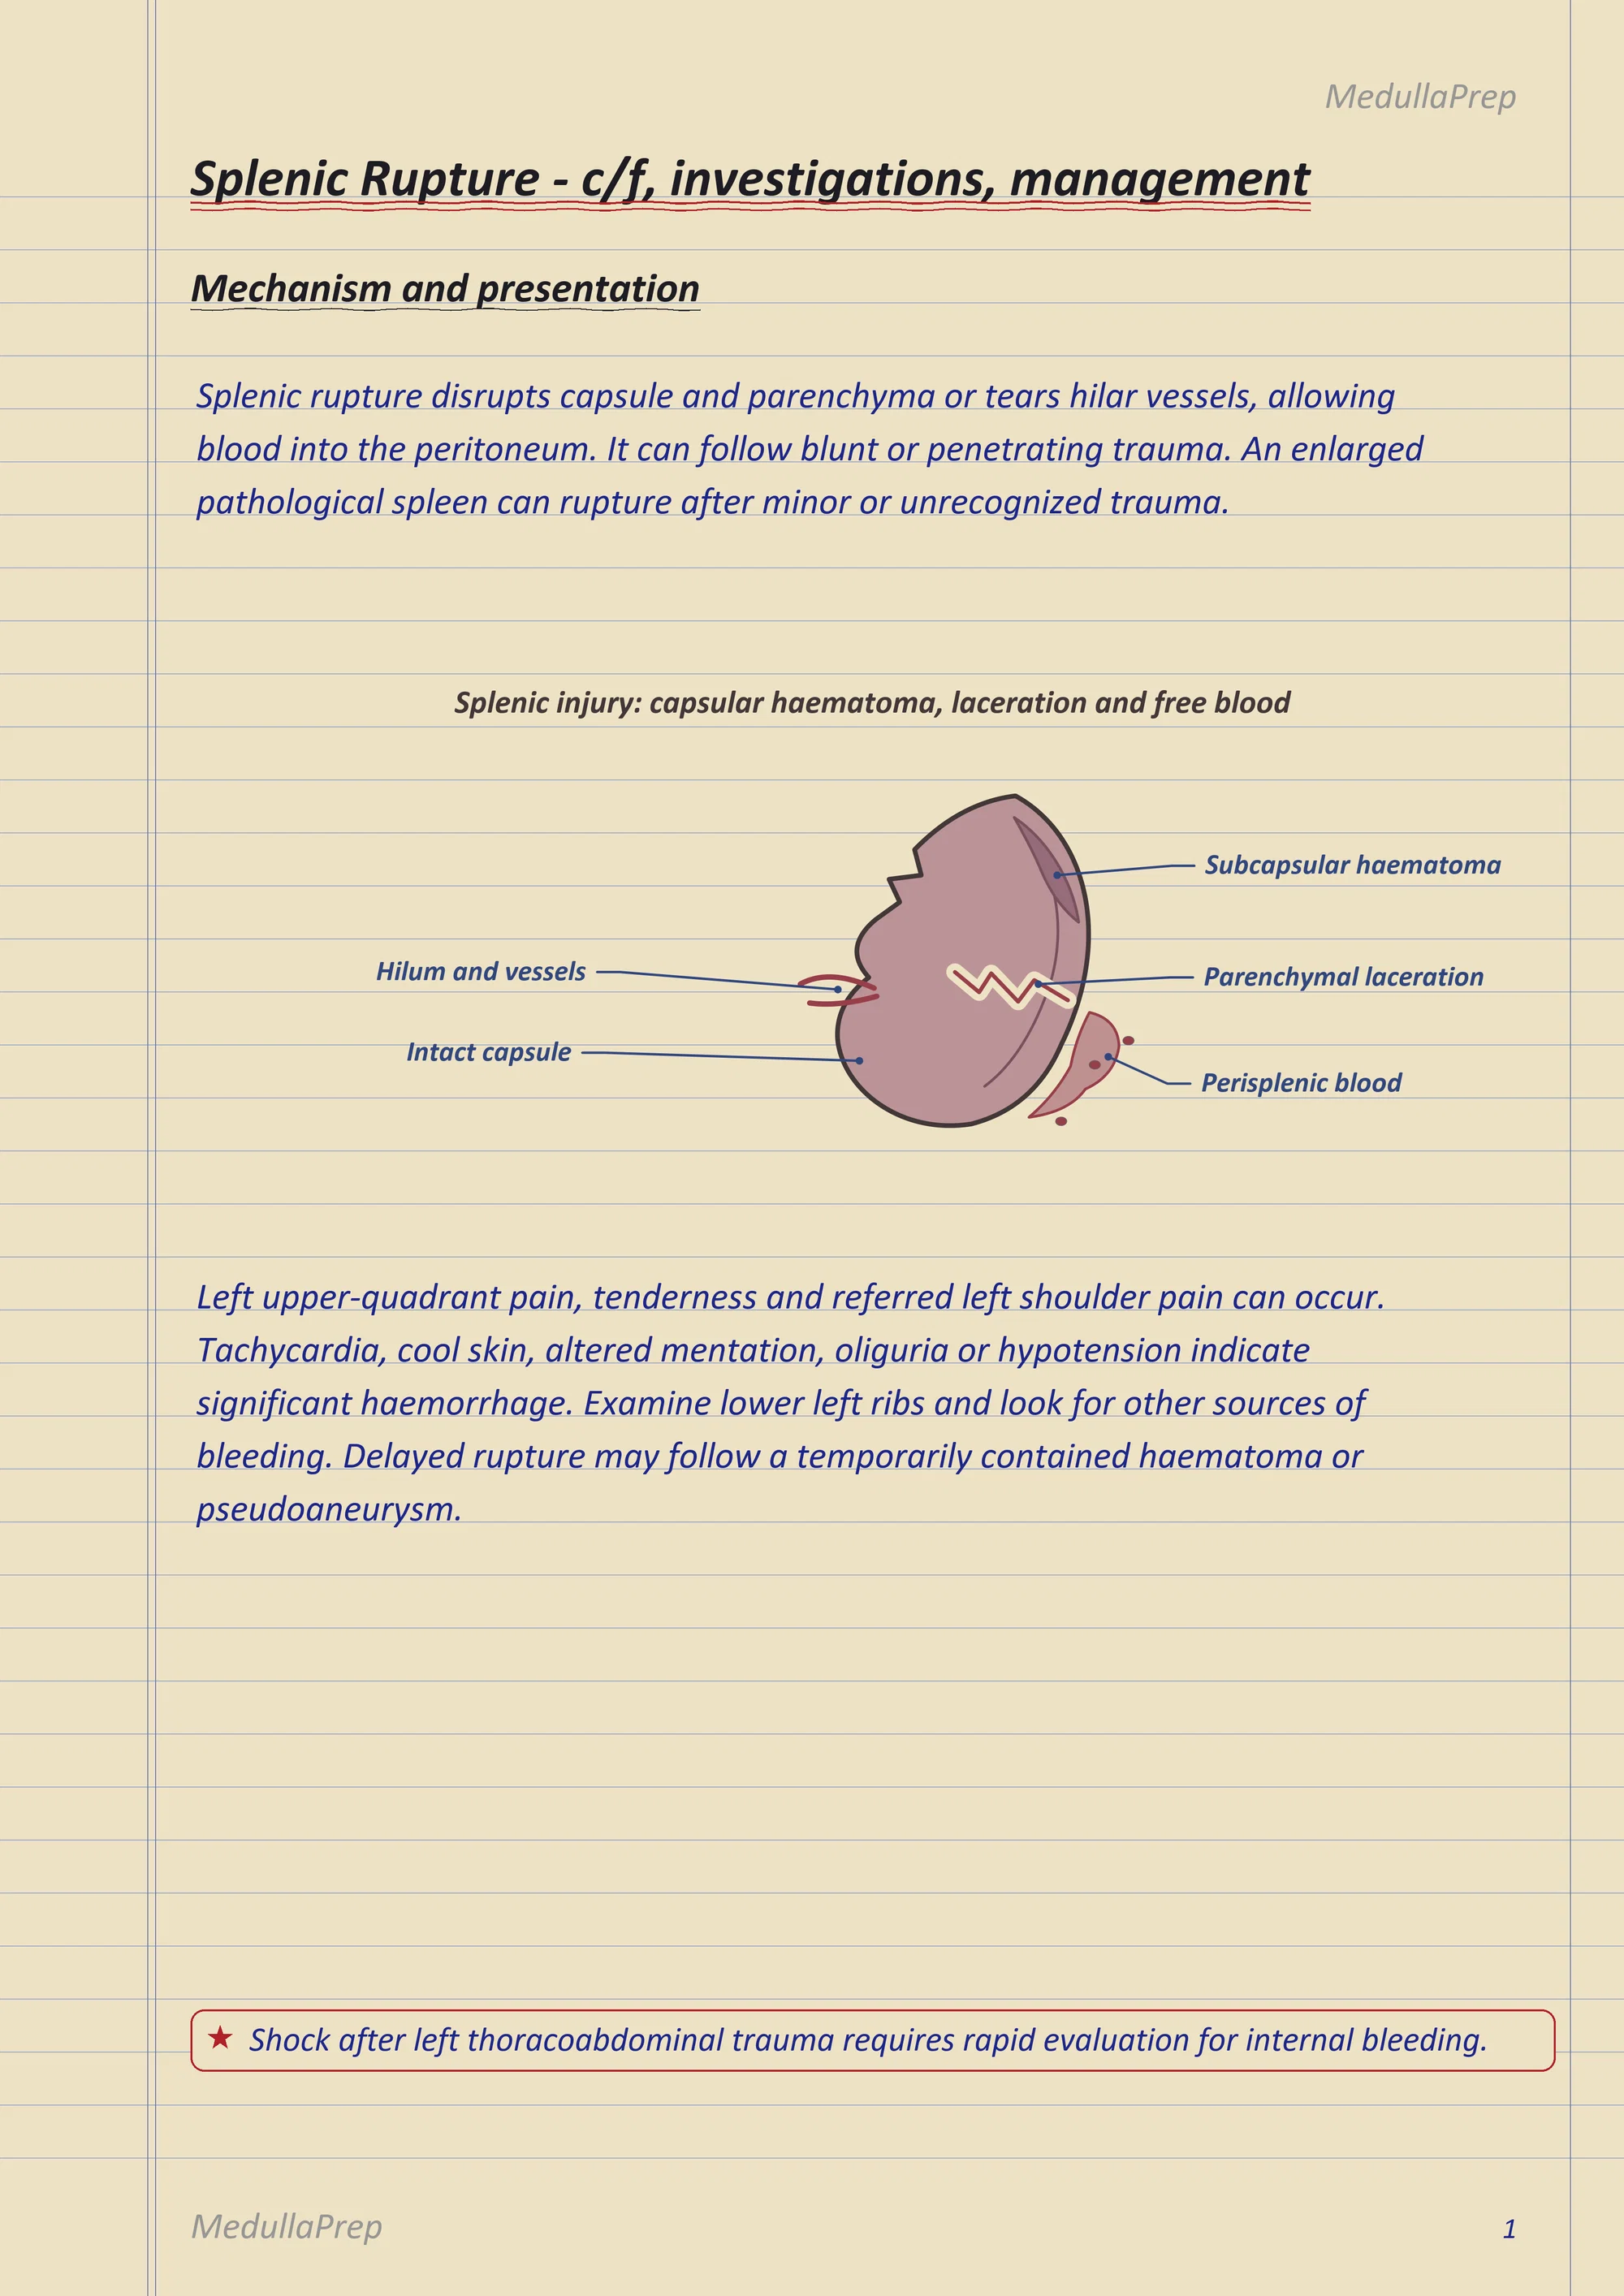 MedullaPrep
Splenic Rupture - c/f, investigations, management
Mechanism and presentation
Splenic rupture disrupts capsule and parenchyma or tears hilar vessels, allowing
blood into the peritoneum. It can follow blunt or penetrating trauma. An enlarged
pathological spleen can rupture after minor or unrecognized trauma.
Splenic injury: capsular haematoma, laceration and free blood
Subcapsular haematoma
Hilum and vessels
Parenchymal laceration
Intact capsule
Perisplenic blood
Left upper-quadrant pain, tenderness and referred left shoulder pain can occur.
Tachycardia, cool skin, altered mentation, oliguria or hypotension indicate
significant haemorrhage. Examine lower left ribs and look for other sources of
bleeding. Delayed rupture may follow a temporarily contained haematoma or
pseudoaneurysm.
★ Shock after left thoracoabdominal trauma requires rapid evaluation for internal bleeding.
MedullaPrep
1